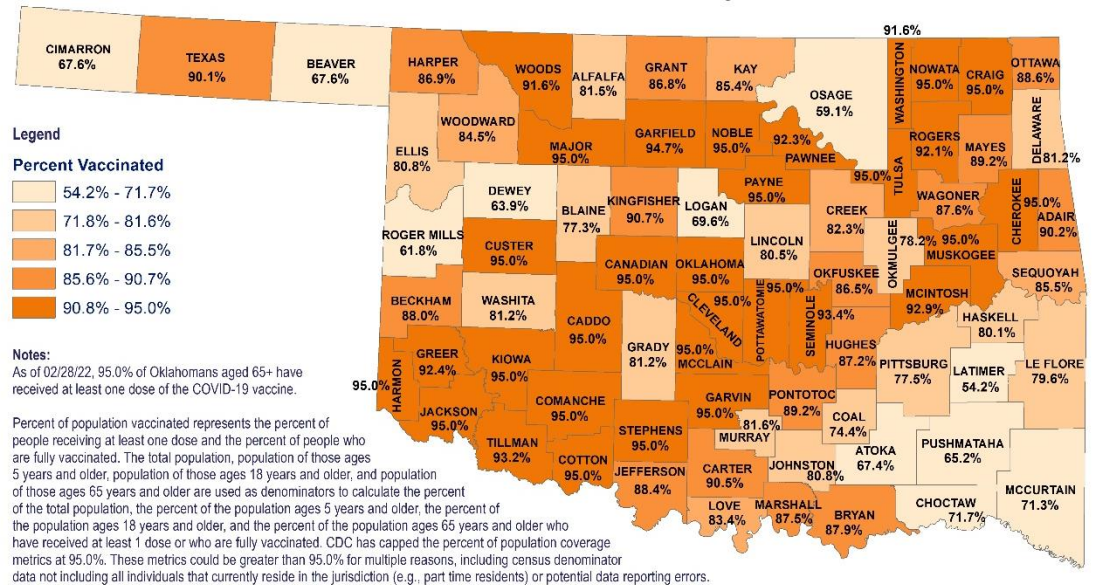 CIMARRON
67.6%
TEXAS
90.1%
BEAVER
67.6%
HARPER
86.9%
WOODS
91.6%
ALFALFA
81.5%
GRANT
86.8%
KAY
85.4%
OSAGE
59.1%
91.6%
WASHINGTON
NOWATA
95.0%
CRAIG
95.0%
OTTAWA
88.6%
WOODWARD
84.5%
ELLIS
80.8%
MAJOR
95.0%
GARFIELD
94.7%
NOBLE
95.0%
92.3%
PAWNEE
ROGERS
92.1%
MAYES
89.2%
DELAWARE
81.2%
Legend
Percent Vaccinated
54.2% - 71.7%
71.8% - 81.6%
81.7% - 85.5%
85.6% - 90.7%
90.8% - 95.0%
DEWEY
63.9%
BLAINE
77.3%
KINGFISHER
90.7%
LOGAN
69.6%
PAYNE
95.0%
95.0%
TULSA
CREEK
82.3%
WAGONER
87.6%
CHEROKEE
95.0%
ADAIR
90.2%
ROGER MILLS
61.8%
CUSTER
95.0%
CANADIAN
95.0%
OKLAHOMA
95.0%
LINCOLN
80.5%
OKMULGEE
78.2%
95.0%
MUSKOGEE
SEQUOYAH
85.5%
OKFUSKEE
86.5%
MCINTOSH
92.9%
BECKHAM
88.0%
WASHITA
81.2%
CADDO
95.0%
GRADY
81.2%
95.0%
CLEVELAND
POTTAWATOMIE
95.0%
SEMINOLE
93.4%
HUGHES
87.2%
PITTSBURG
77.5%
HASKELL
80.1%
LATIMER
54.2%
LE FLORE
79.6%
95.0%
MCCLAIN
95.0%
HARMON
GREER
92.4%
KIOWA
95.0%
JACKSON
95.0%
COMANCHE
95.0%
TILLMAN
93.2%
COTTON
95.0%
STEPHENS
95.0%
GARVIN
95.0%
PONTOTOC
89.2%
81.6%
MURRAY
COAL
74.4%
ATOKA
67.4%
PUSHMATAHA
65.2%
JEFFERSON
88.4%
CARTER
90.5%
JOHNSTON
80.8%
LOVE
83.4%
MARSHALL
87.5%
BRYAN
87.9%
CHOCTAW
71.7%
MCCURTAIN
71.3%
Notes:
As of 02/28/22, 95.0% of Oklahomans aged 65+ have
received at least one dose of the COVID-19 vaccine.
Percent of population vaccinated represents the percent of
people receiving at least one dose and the percent of people who
are fully vaccinated. The total population, population of those ages
5 years and older, population of those ages 18 years and older, and population
of those ages 65 years and older are used as denominators to calculate the percent
of the total population, the percent of the population ages 5 years and older, the percent of
the population ages 18 years and older, and the percent of the population ages 65 years and older who
have received at least 1 dose or who are fully vaccinated. CDC has capped the percent of population coverage
metrics at 95.0%. These metrics could be greater than 95.0% for multiple reasons, including census denominator
data not including all individuals that currently reside in the jurisdiction (e.g., part time residents) or potential data reporting errors.